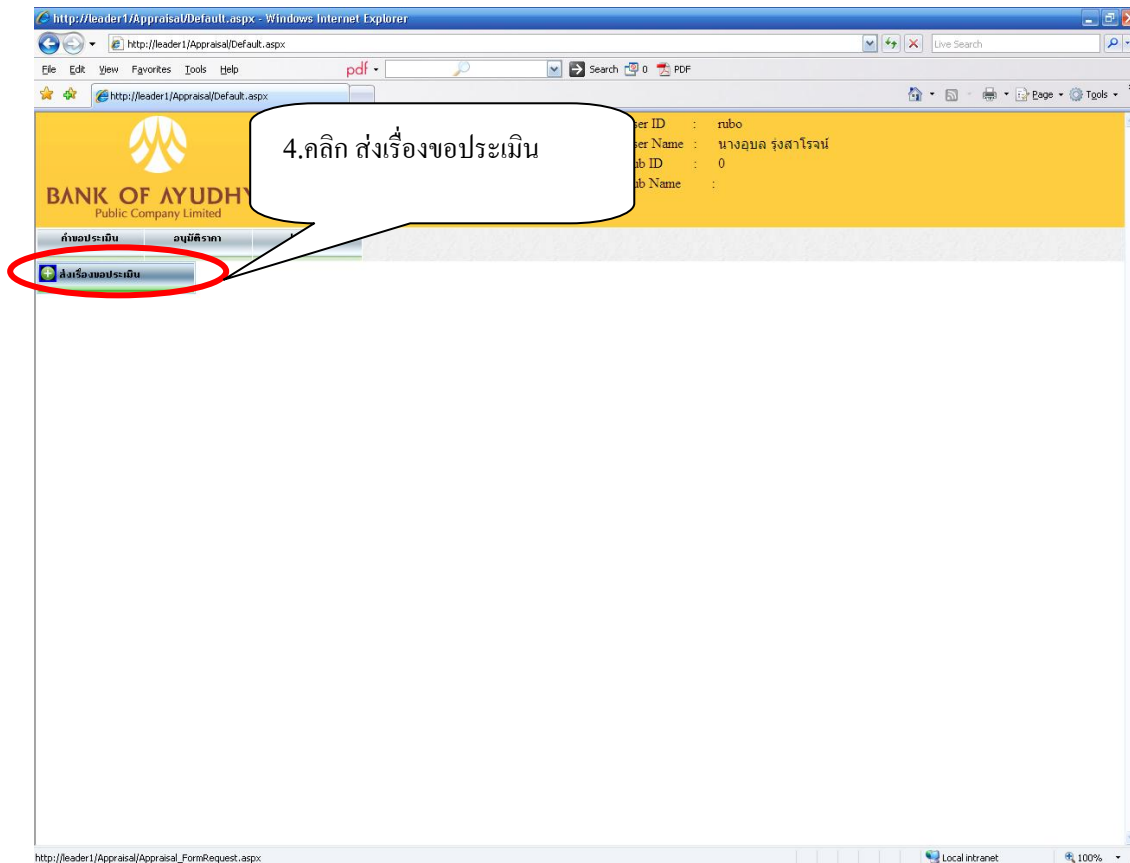 http://leader1/Appraisal/Default.aspx - Windows Internet Explorer
http://leader1/Appraisal/Default.aspx
Live Search
File Edit View Favorites Tools Help
pdf
Search 0 PDF
http://leader1/Appraisal/Default.aspx
Page Tools
4.คลิก ส่งเรื่องขอประเมิน
ser ID : rubo
ser Name : นางอุบล รุ่งสาโรจน์
ub ID : 0
ub Name :
BANK OF AYUDHY
Public Company Limited
คำขอประเมิน อนุมัติราคา
ส่งเรื่องขอประเมิน
http://leader1/Appraisal/Appraisal_FormRequest.aspx
Local intranet
100%